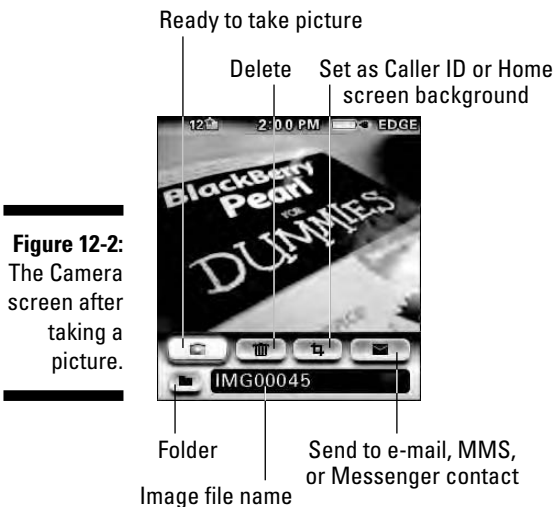 Ready to take picture
Delete
Set as Caller ID or Home
screen background
12
2:00 PM
EDGE
BlackBerry
Pearl
FOR
DUMMIES
Figure 12-2:
The Camera
screen after
taking a
picture.
IMG00045
Folder
Send to e-mail, MMS,
or Messenger contact
Image file name